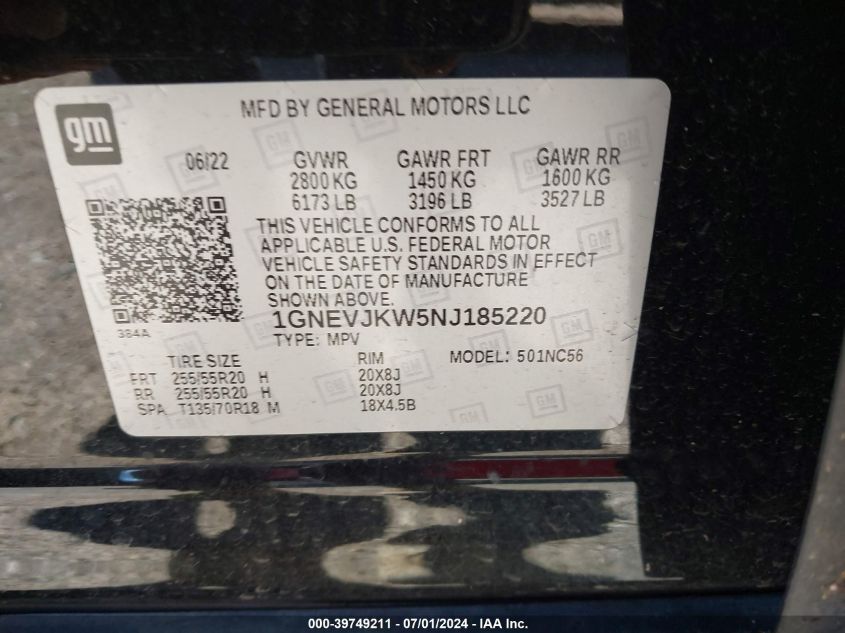 gm
MFD BY GENERAL MOTORS LLC
06/22 GVWR GAWR FRT GAWR RR
2800 KG 1450 KG 1600 KG
6173 LB 3196 LB 3527 LB
THIS VEHICLE CONFORMS TO ALL
APPLICABLE U.S. FEDERAL MOTOR
VEHICLE SAFETY STANDARDS IN EFFECT
ON THE DATE OF MANUFACTURE
SHOWN ABOVE.
384A
1GNEVJKW5NJ185220
TYPE: MPV
TIRE SIZE RIM MODEL: 501NC56
FRT 255/55R20 H 20X8J
RR 255/55R20 H 20X8J
SPA T135/70R18 M 18X4.5B
000-39749211 - 07/01/2024 - IAA Inc.